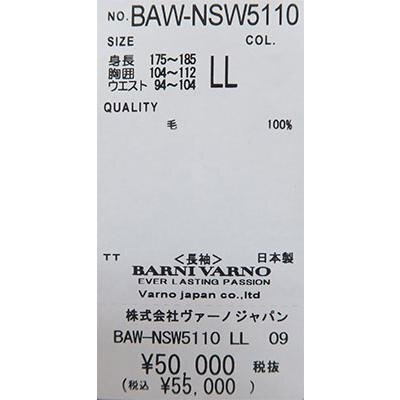 NO. BAW-NSW5110
SIZE COL.
身長 175～185
胸囲 104～112
ウエスト 94～104
LL
QUALITY
毛 100%
TT <長袖> 日本製
BARNI VARNO
EVER LASTING PASSION
Varno japan co.,ltd
株式会社ヴァーノジャパン
BAW-NSW5110 LL 09
¥50,000 税抜
(税込 ¥55,000 )